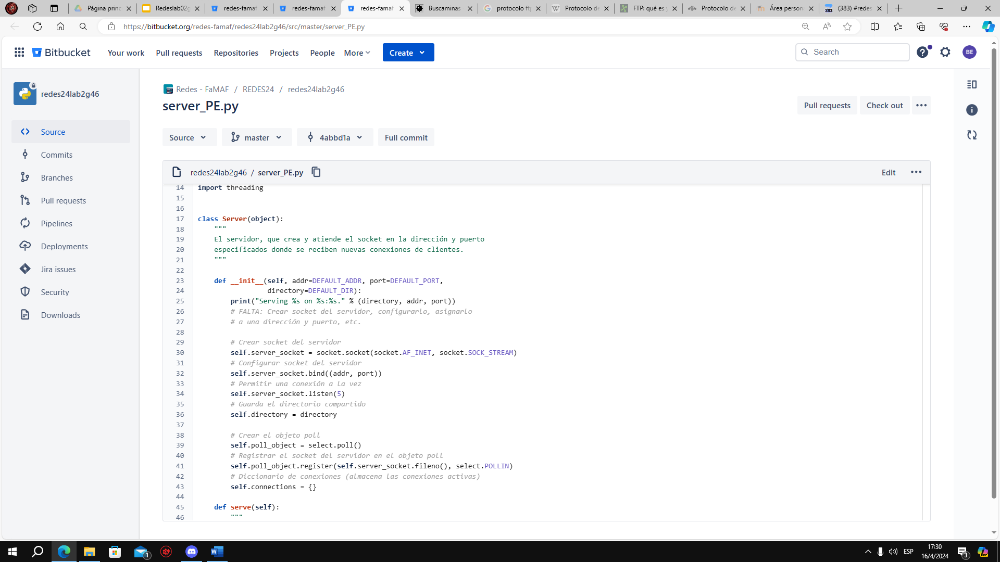 Página princ
Redeslab02g
redes-famaf
redes-famaf
redes-famaf
Buscaminas
protocolo ftp
Protocolo de
FTP: qué es y
Protocolo de
Área person
(383) #redes
https://bitbucket.org/redes-famaf/redes24lab2g46/src/master/server_PE.py
Bitbucket
Your work
Pull requests
Repositories
Projects
People
More
Create
Search
BE
redes24lab2g46
Source
Commits
Branches
Pull requests
Pipelines
Deployments
Jira issues
Security
Downloads
Redes - FaMAF / REDES24 / redes24lab2g46
server_PE.py
Pull requests
Check out
Source
master
4abbd1a
Full commit
redes24lab2g46 / server_PE.py
Edit
14 import threading
15
16
17 class Server(object):
18 """
19 El servidor, que crea y atiende el socket en la dirección y puerto
20 especificados donde se reciben nuevas conexiones de clientes.
21 """
22
23 def __init__(self, addr=DEFAULT_ADDR, port=DEFAULT_PORT,
24 directory=DEFAULT_DIR):
25 print("Serving %s on %s:%s." % (directory, addr, port))
26 # FALTA: Crear socket del servidor, configurarlo, asignarlo
27 # a una dirección y puerto, etc.
28
29 # Crear socket del servidor
30 self.server_socket = socket.socket(socket.AF_INET, socket.SOCK_STREAM)
31 # Configurar socket del servidor
32 self.server_socket.bind((addr, port))
33 # Permitir una conexión a la vez
34 self.server_socket.listen(5)
35 # Guarda el directorio compartido
36 self.directory = directory
37
38 # Crear el objeto poll
39 self.poll_object = select.poll()
40 # Registrar el socket del servidor en el objeto poll
41 self.poll_object.register(self.server_socket.fileno(), select.POLLIN)
42 # Diccionario de conexiones (almacena las conexiones activas)
43 self.connections = {}
44
45 def serve(self):
46 """
1
ESP
17:30
16/4/2024
3